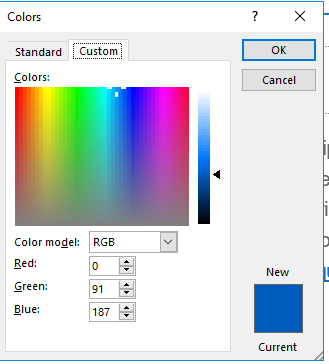 Colors
?
Standard
Custom
OK
Cancel
Colors:
Color model: RGB
Red: 0
Green: 91
Blue: 187
New
Current